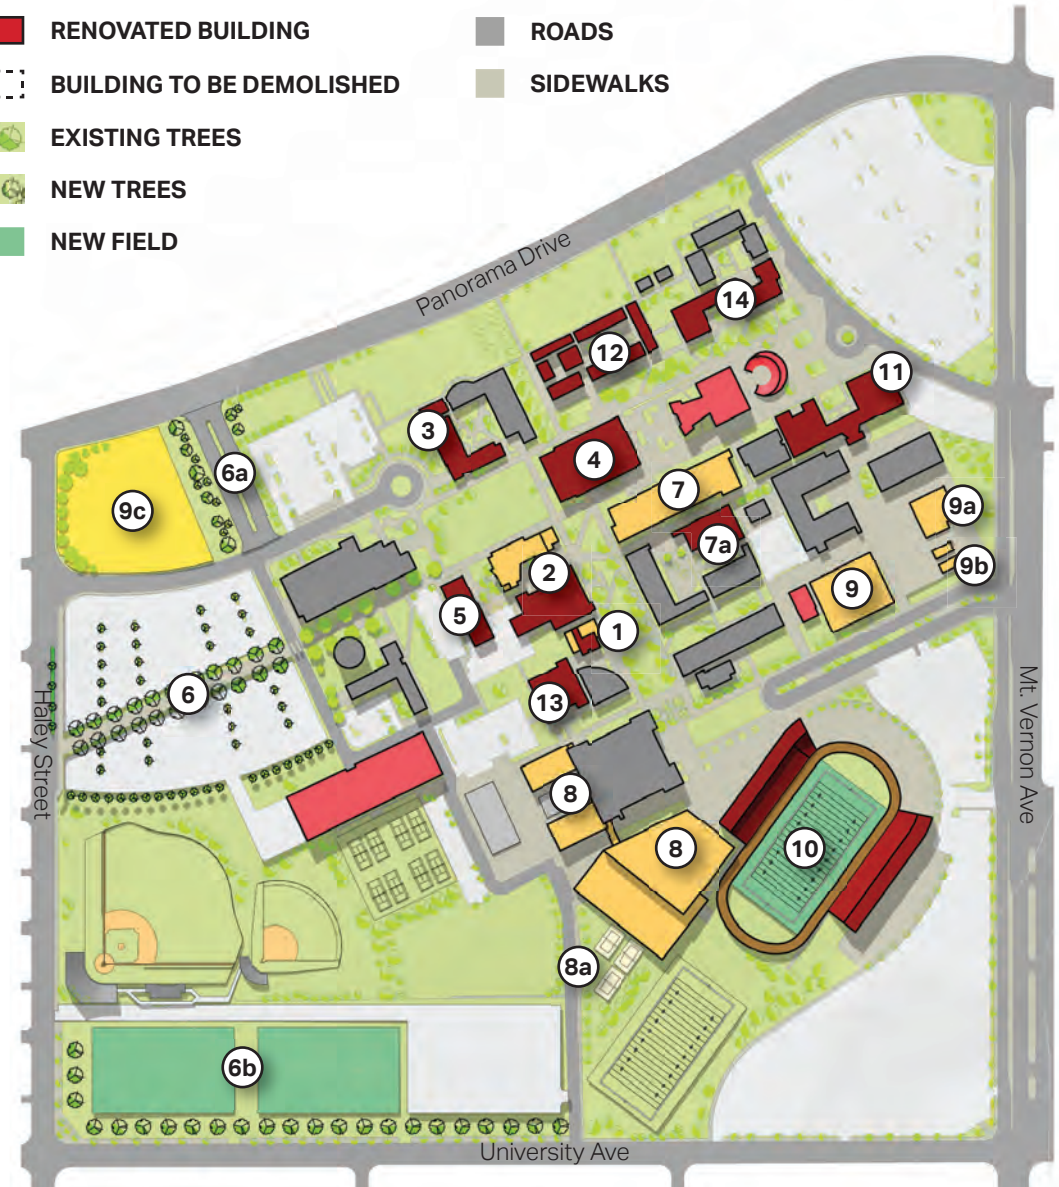 RENOVATED BUILDING
BUILDING TO BE DEMOLISHED
EXISTING TREES
NEW TREES
NEW FIELD
ROADS
SIDEWALKS
Panorama Drive
14
12
11
3
4
6a
7
9c
9a
7a
2
9b
9
5
1
6
13
Haley Street
Mt. Vernon Ave
8
8
10
8a
6b
University Ave